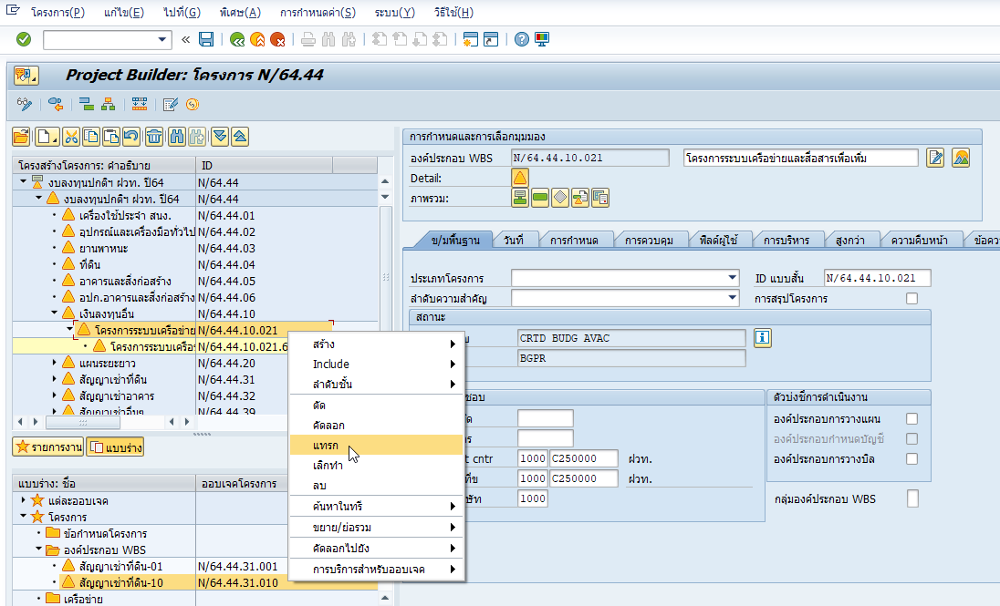 โครงการ(P) แก้ไข(E) ไปที่(G) พิเศษ(A) การกำหนดค่า(S) ระบบ(Y) วิธีใช้(H)
Project Builder: โครงการ N/64.44
โครงสร้างโครงการ: คำอธิบาย ID
งบลงทุนปกติฯ ฝวท. ปี64 N/64.44
งบลงทุนปกติฯ ฝวท. ปี64 N/64.44
เครื่องใช้ประจำ สนง. N/64.44.01
อุปกรณ์และเครื่องมือทั่วไป N/64.44.02
ยานพาหนะ N/64.44.03
ที่ดิน N/64.44.04
อาคารและสิ่งก่อสร้าง N/64.44.05
อปก.อาคารและสิ่งก่อสร้าง N/64.44.06
เงินลงทุนอื่น N/64.44.10
โครงการระบบเครือข่าย N/64.44.10.021
โครงการระบบเครือ N/64.44.10.021.6
แผนระยะยาว N/64.44.20
สัญญาเช่าที่ดิน N/64.44.31
สัญญาเช่าอาคาร N/64.44.32
สัญญาเช่าอื่นๆ N/64.44.39
รายการงาน แบบร่าง
แบบร่าง: ชื่อ ออบเจคโครงการ
แต่ละออบเจค
โครงการ
ข้อกำหนดโครงการ
องค์ประกอบ WBS
สัญญาเช่าที่ดิน-01 N/64.44.31.001
สัญญาเช่าที่ดิน-10 N/64.44.31.010
เครือข่าย
สร้าง
Include
ลำดับชั้น
ตัด
คัดลอก
แทรก
เลิกทำ
ลบ
ค้นหาในทรี
ขยาย/ย่อรวม
คัดลอกไปยัง
การบริการสำหรับออบเจค
การกำหนดและการเลือกมุมมอง
องค์ประกอบ WBS N/64.44.10.021 โครงการระบบเครือข่ายและสื่อสารเพื่อเพิ่ม
Detail:
ภาพรวม:
ข/มพื้นฐาน วันที่ การกำหนด การควบคุม ฟิลด์ผู้ใช้ การบริหาร สูงกว่า ความคืบหน้า ข้อคว
ประเภทโครงการ ID แบบสั้น N/64.44.10.021
ลำดับความสำคัญ การสรุปโครงการ
สถานะ
CRTD BUDG AVAC
BGPR
ชอบ ตัวบ่งชี้การดำเนินงาน
องค์ประกอบการวางแผน
องค์ประกอบกำหนดบัญชี
t cntr 1000 C250000 ฝวท. องค์ประกอบการวางบิล
1000 C250000 ฝวท.
1000 กลุ่มองค์ประกอบ WBS